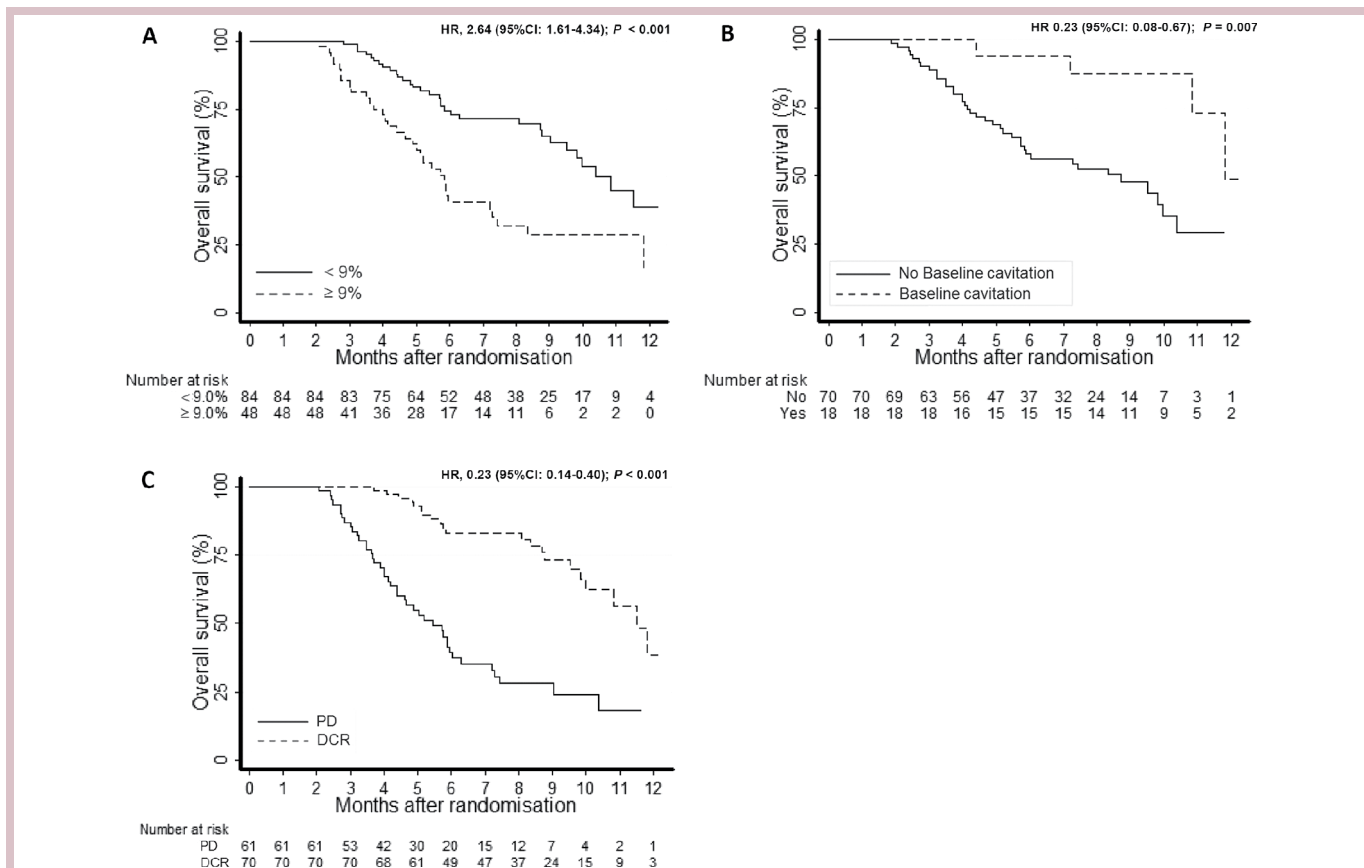 A
HR, 2.64 (95%CI: 1.61-4.34); P < 0.001
Overall survival (%)
100
75
50
25
0
< 9%
≥ 9%
0 1 2 3 4 5 6 7 8 9 10 11 12
Months after randomisation
Number at risk
< 9.0% 84 84 84 83 75 64 52 48 38 25 17 9 4
≥ 9.0% 48 48 48 41 36 28 17 14 11 6 2 2 0
B
HR 0.23 (95%CI: 0.08-0.67); P = 0.007
Overall survival (%)
100
75
50
25
0
No Baseline cavitation
Baseline cavitation
0 1 2 3 4 5 6 7 8 9 10 11 12
Months after randomisation
Number at risk
No 70 70 69 63 56 47 37 32 24 14 7 3 1
Yes 18 18 18 18 16 15 15 15 14 11 9 5 2
C
HR, 0.23 (95%CI: 0.14-0.40); P < 0.001
Overall survival (%)
100
75
50
25
0
PD
DCR
0 1 2 3 4 5 6 7 8 9 10 11 12
Months after randomisation
Number at risk
PD 61 61 61 53 42 30 20 15 12 7 4 2 1
DCR 70 70 70 70 68 61 49 47 37 24 15 9 3